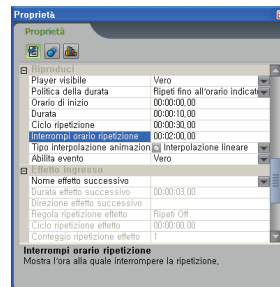 Proprietà
Proprietà
Riproduci
Player visibile Vero
Politica della durata Ripeti fino all'orario indicato
Orario di inizio 00:00:00,00
Durata 00:00:10,00
Ciclo ripetizione 00:00:30,00
Interrompi orario ripetizione 00:02:00,00
Tipo interpolazione animazion Interpolazione lineare
Abilita evento Vero
Effetto ingresso
Nome effetto successivo
Durata effetto successivo 00:00:03,00
Direzione effetto successivo
Regola ripetizione effetto Ripeti Off
Ciclo ripetizione effetto 00:00:00,00
Conteggio ripetizione effetto 1
Interrompi orario ripetizione
Mostra l'ora alla quale interrompere la ripetizione,